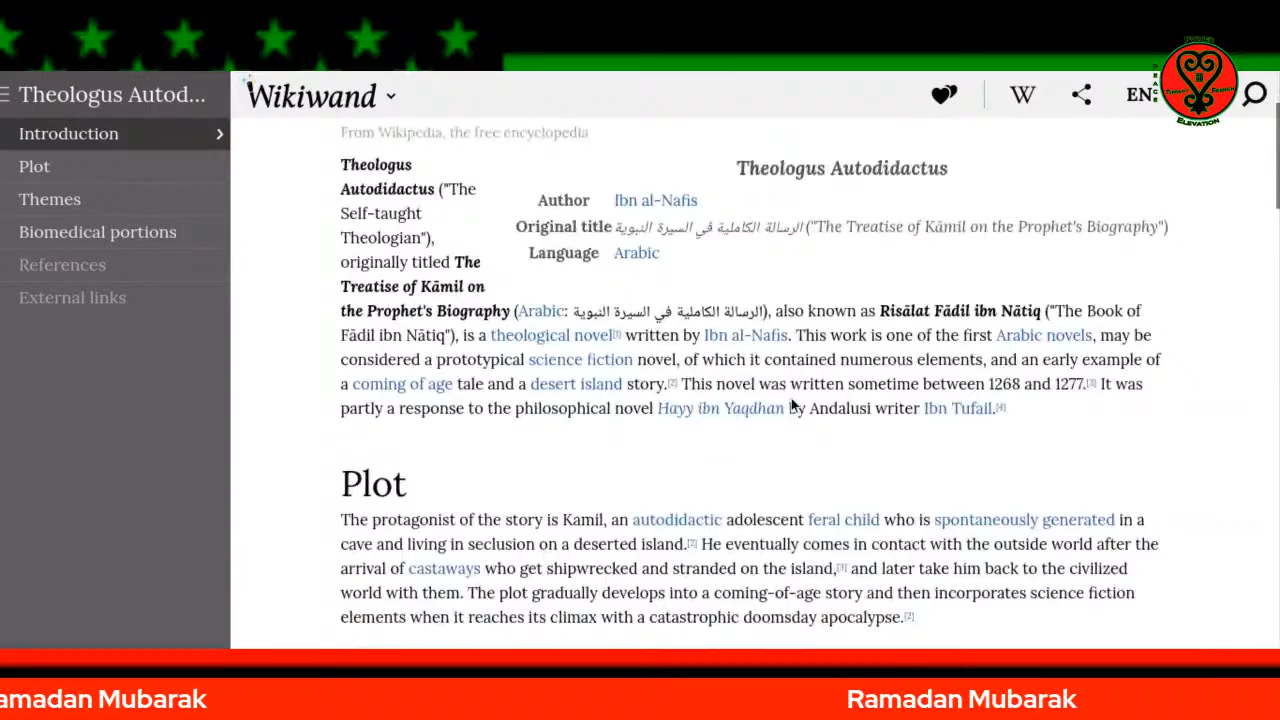 POWER
PEACE
ELEVATION
Theologus Autod...
Wikiwand
EN
Introduction
Plot
Themes
Biomedical portions
References
External links
From Wikipedia, the free encyclopedia
Theologus
Autodidactus ("The
Self-taught
Theologian"),
originally titled The
Treatise of Kāmil on
Theologus Autodidactus
Author Ibn al-Nafis
Original title الرسالة الكاملية في السيرة النبوية ("The Treatise of Kāmil on the Prophet's Biography")
Language Arabic
the Prophet's Biography (Arabic: الرسالة الكاملية في السيرة النبوية), also known as Risālat Fādil ibn Nātiq ("The Book of
Fādil ibn Nātiq"), is a theological novel[1] written by Ibn al-Nafis. This work is one of the first Arabic novels, may be
considered a prototypical science fiction novel, of which it contained numerous elements, and an early example of
a coming of age tale and a desert island story.[2] This novel was written sometime between 1268 and 1277.[3] It was
partly a response to the philosophical novel Hayy ibn Yaqdhan by Andalusi writer Ibn Tufail.[4]
Plot
The protagonist of the story is Kamil, an autodidactic adolescent feral child who is spontaneously generated in a
cave and living in seclusion on a deserted island.[2] He eventually comes in contact with the outside world after the
arrival of castaways who get shipwrecked and stranded on the island,[3] and later take him back to the civilized
world with them. The plot gradually develops into a coming-of-age story and then incorporates science fiction
elements when it reaches its climax with a catastrophic doomsday apocalypse.[2]
amadan Mubarak
Ramadan Mubarak